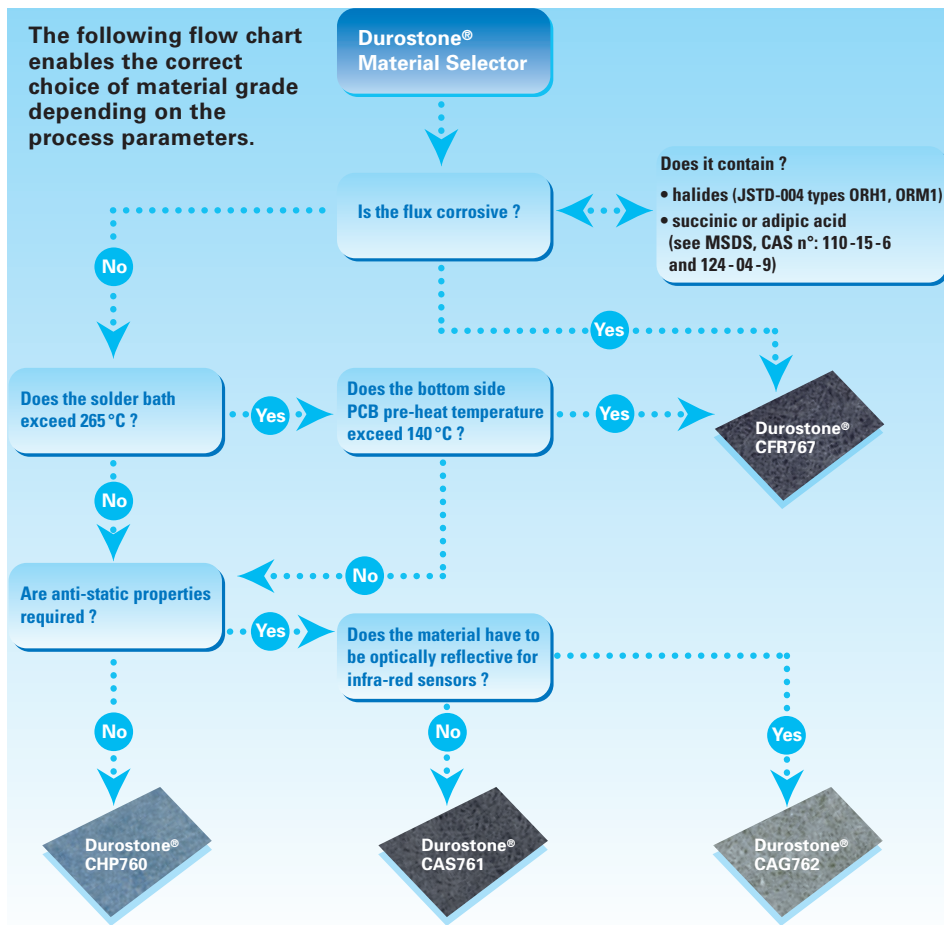 The following flow chart
enables the correct
choice of material grade
depending on the
process parameters.
Durostone®
Material Selector
Is the flux corrosive ?
Does it contain ?
• halides (JSTD-004 types ORH1, ORM1)
• succinic or adipic acid
(see MSDS, CAS n°: 110-15-6
and 124-04-9)
No
Yes
Does the solder bath
exceed 265 °C ?
Yes
Does the bottom side
PCB pre-heat temperature
exceed 140 °C ?
Yes
Durostone®
CFR767
No
No
Are anti-static properties
required ?
Yes
Does the material have to
be optically reflective for
infra-red sensors ?
No
No
Yes
Durostone®
CHP760
Durostone®
CAS761
Durostone®
CAG762